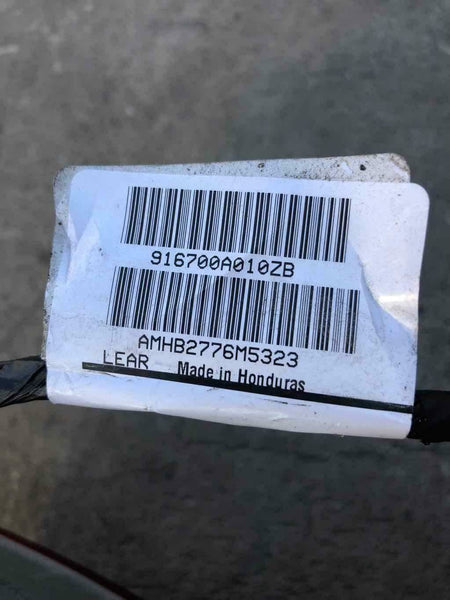 916700A010ZB
AMHB2776M5323
LEAR Made in Honduras